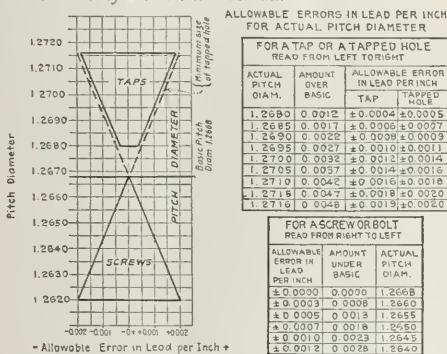 1.2720
1.2710
1.2700
1.2690
1.2680
1.2670
1.2660
1.2650
1.2640
1.2630
1.2620
Pitch Diameter
TAPS
SCREWS
Minimum size
of tapped hole
PITCH DIAMETER
Basic Pitch
Diam. 1.2668
-0.002 -0.001 -0+ +0.001 +0.002
- Allowable Error in Lead per Inch +
ALLOWABLE ERRORS IN LEAD PER INCH
FOR ACTUAL PITCH DIAMETER
FOR A TAP OR A TAPPED HOLE
READ FROM LEFT TO RIGHT
ACTUAL PITCH DIAM. AMOUNT OVER BASIC ALLOWABLE ERROR IN LEAD PER INCH
TAP TAPPED HOLE
1.2680 0.0012 ±0.0004 ±0.0005
1.2685 0.0017 ±0.0006 ±0.0007
1.2690 0.0022 ±0.0008 ±0.0009
1.2695 0.0027 ±0.0010 ±0.0011
1.2700 0.0032 ±0.0012 ±0.0014
1.2705 0.0037 ±0.0014 ±0.0016
1.2710 0.0042 ±0.0016 ±0.0018
1.2715 0.0047 ±0.0018 ±0.0020
1.2716 0.0048 ±0.0019 ±0.0020
FOR A SCREW OR BOLT
READ FROM RIGHT TO LEFT
ALLOWABLE ERROR IN LEAD PER INCH AMOUNT UNDER BASIC ACTUAL PITCH DIAM.
±0.0000 0.0000 1.2668
±0.0003 0.0008 1.2660
±0.0005 0.0013 1.2655
±0.0007 0.0018 1.2650
±0.0010 0.0023 1.2645
±0.0012 0.0028 1.2640